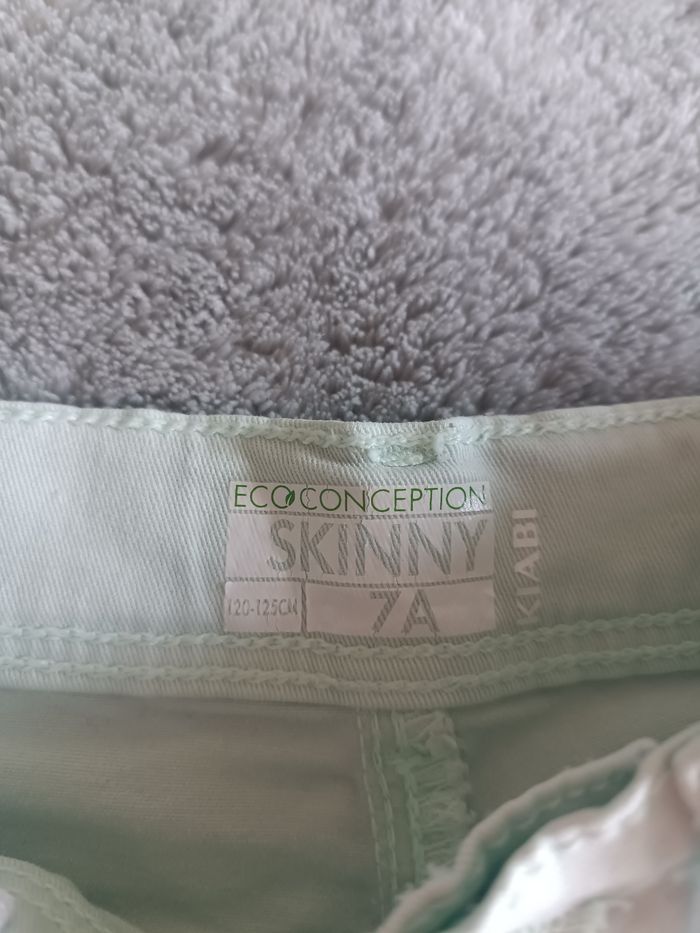 ECOCONCEPTION
SKINNY
120-125CM
7A
KIABI